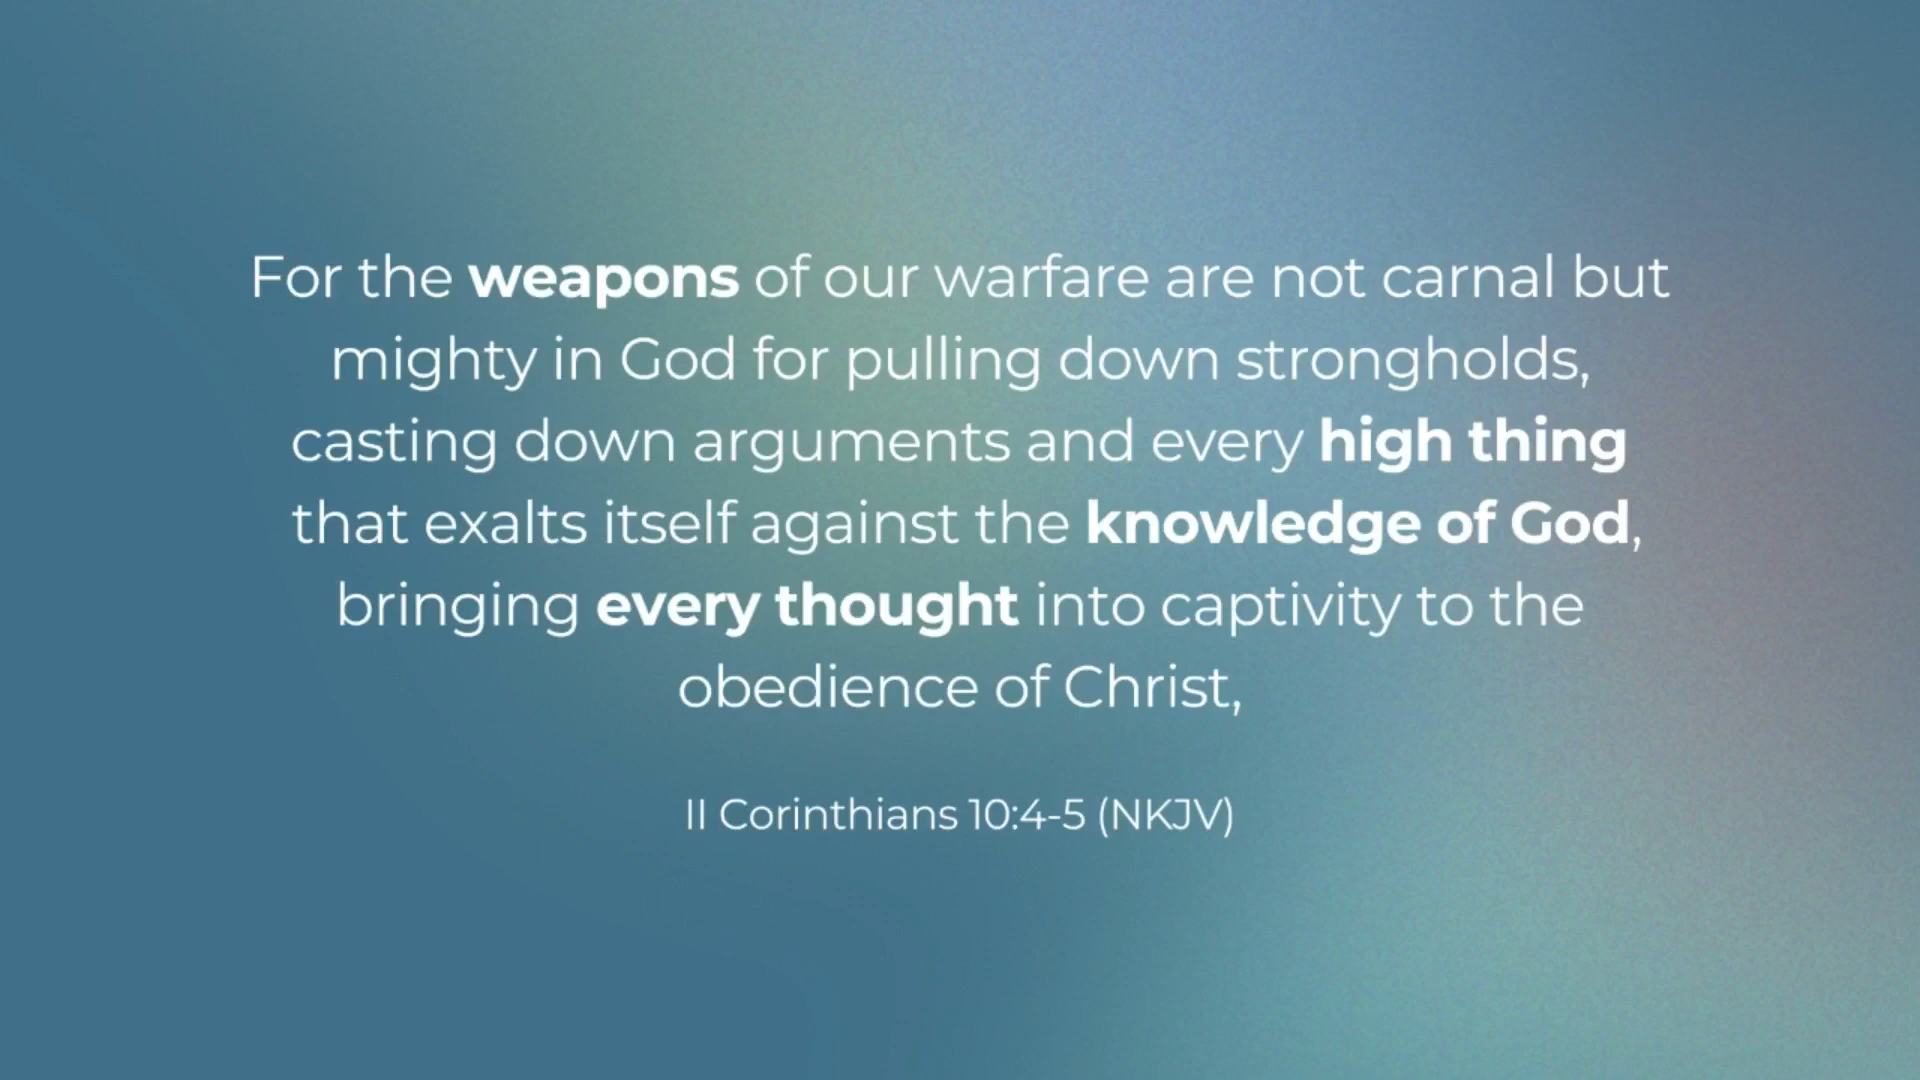 For the weapons of our warfare are not carnal but
mighty in God for pulling down strongholds,
casting down arguments and every high thing
that exalts itself against the knowledge of God,
bringing every thought into captivity to the
obedience of Christ,
II Corinthians 10:4-5 (NKJV)